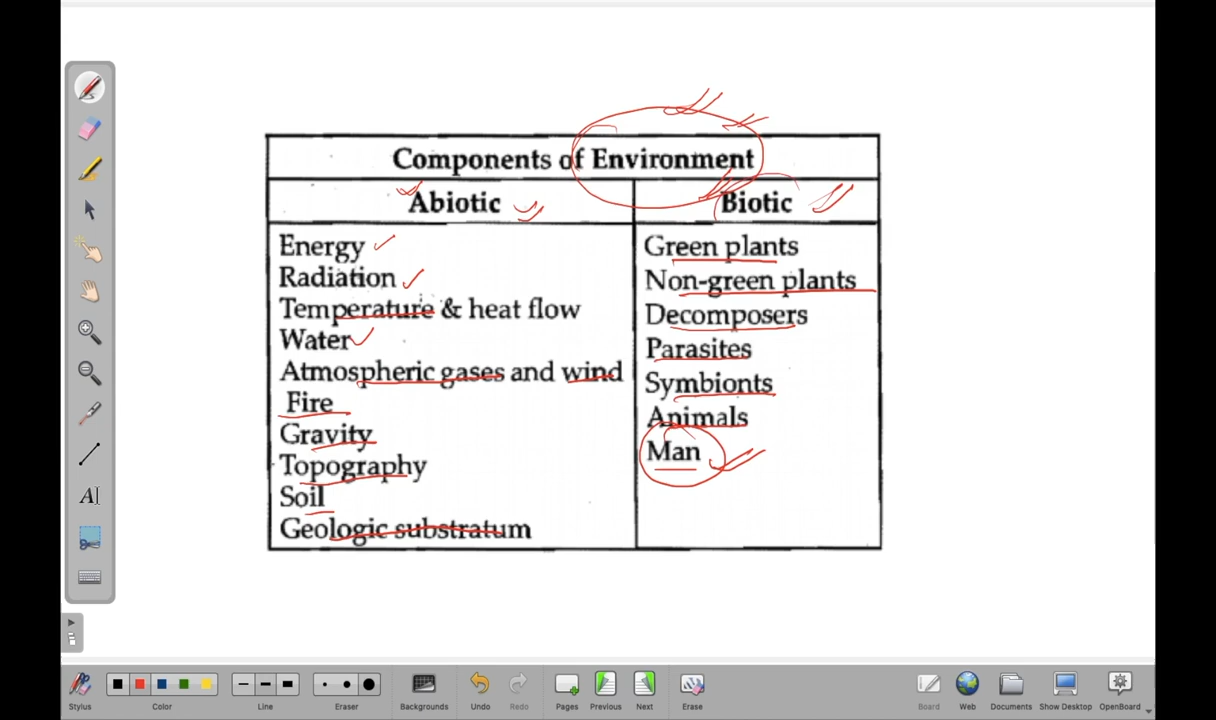 Components of Environment
Abiotic
Biotic
Energy
Radiation
Temperature & heat flow
Water
Atmospheric gases and wind
Fire
Gravity
Topography
Soil
Geologic substratum
Green plants
Non-green plants
Decomposers
Parasites
Symbionts
Animals
Man
AI
Stylus
Color
Line
Eraser
Backgrounds
Undo
Redo
Pages
Previous
Next
Erase
Board
Web
Documents
Show Desktop
OpenBoard